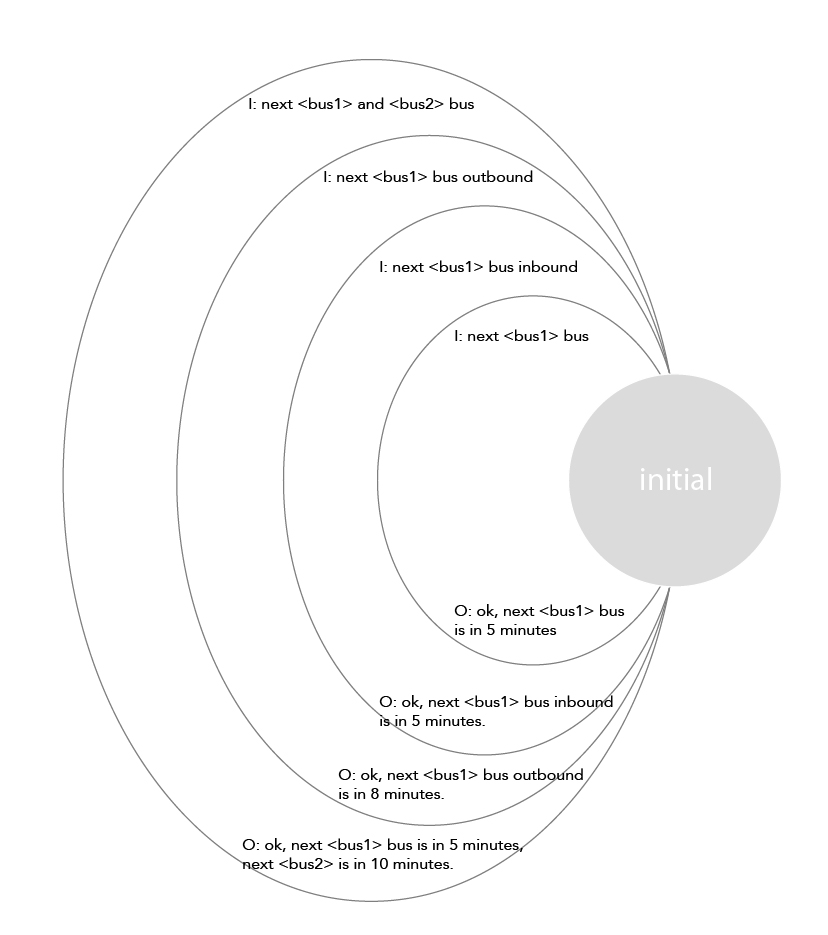 I: next <bus1> and <bus2> bus
I: next <bus1> bus outbound
I: next <bus1> bus inbound
I: next <bus1> bus
initial
O: ok, next <bus1> bus
is in 5 minutes
O: ok, next <bus1> bus inbound
is in 5 minutes.
O: ok, next <bus1> bus outbound
is in 8 minutes.
O: ok, next <bus1> bus is in 5 minutes,
next <bus2> is in 10 minutes.